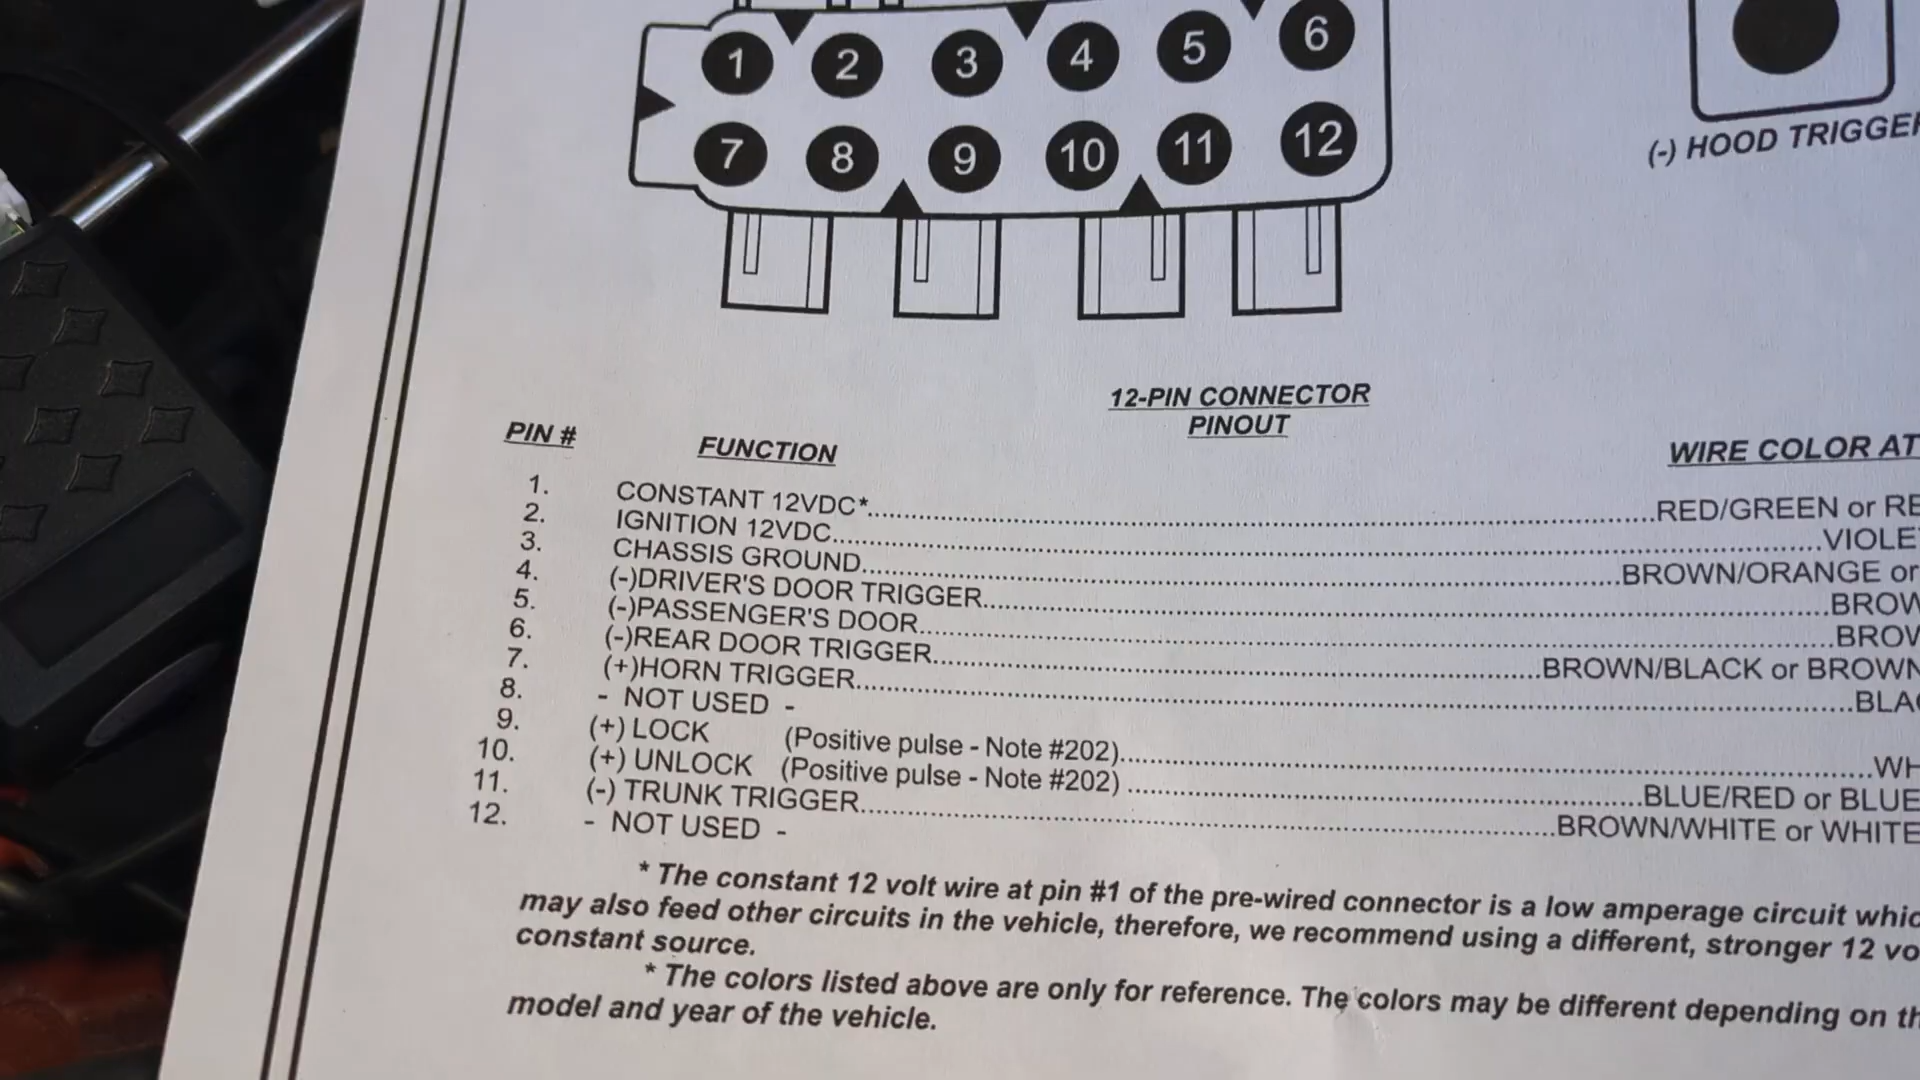 1 2 3 4 5 6
7 8 9 10 11 12
(-) HOOD TRIGGER
12-PIN CONNECTOR
PINOUT
PIN # FUNCTION WIRE COLOR AT
1. CONSTANT 12VDC*..........RED/GREEN or
2. IGNITION 12VDC..........
3. CHASSIS GROUND..........BROWN/ORANGE or
4. (-)DRIVER'S DOOR TRIGGER..........
5. (-)PASSENGER'S DOOR..........
6. (-)REAR DOOR TRIGGER..........BROWN/BLACK or BROWN
7. (+)HORN TRIGGER..........
8. - NOT USED -
9. (+) LOCK (Positive pulse - Note #202)..........
10. (+) UNLOCK (Positive pulse - Note #202)..........BLUE/RED or BLUE
11. (-) TRUNK TRIGGER..........BROWN/WHITE or WHITE
12. - NOT USED -
* The constant 12 volt wire at pin #1 of the pre-wired connector is a low amperage circuit
may also feed other circuits in the vehicle, therefore, we recommend using a different, stronger 12
constant source.
* The colors listed above are only for reference. The colors may be different depending on
model and year of the vehicle.